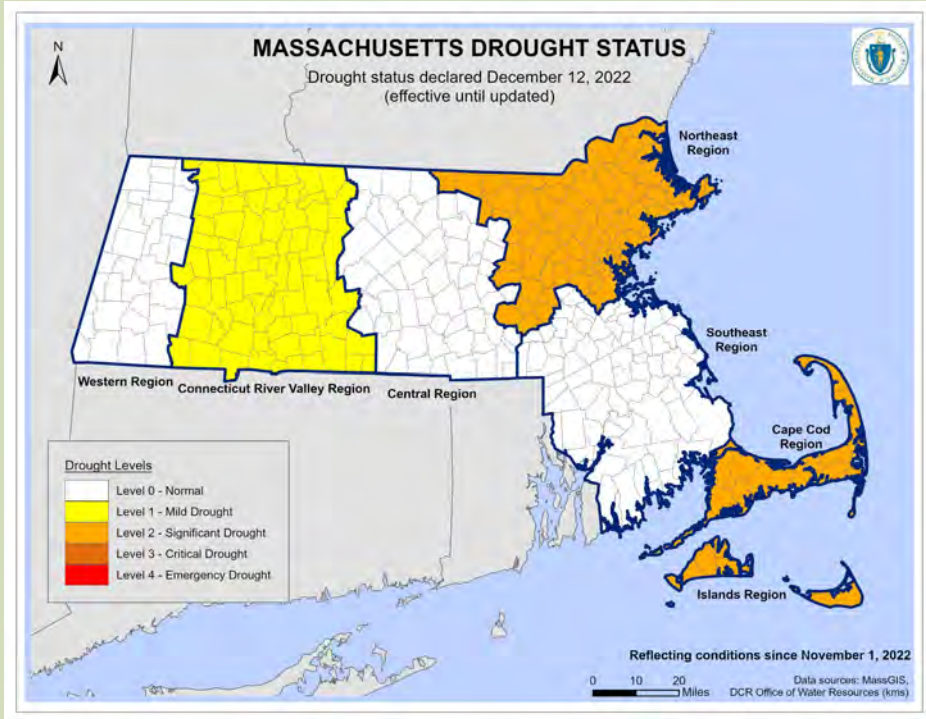 N
MASSACHUSETTS DROUGHT STATUS
Drought status declared December 12, 2022
(effective until updated)
Northeast
Region
Southeast
Region
Western Region
Connecticut River Valley Region
Central Region
Cape Cod
Region
Islands Region
Drought Levels
Level 0 - Normal
Level 1 - Mild Drought
Level 2 - Significant Drought
Level 3 - Critical Drought
Level 4 - Emergency Drought
Reflecting conditions since November 1, 2022
0 10 20
Miles
Data sources: MassGIS,
DCR Office of Water Resources (kms)